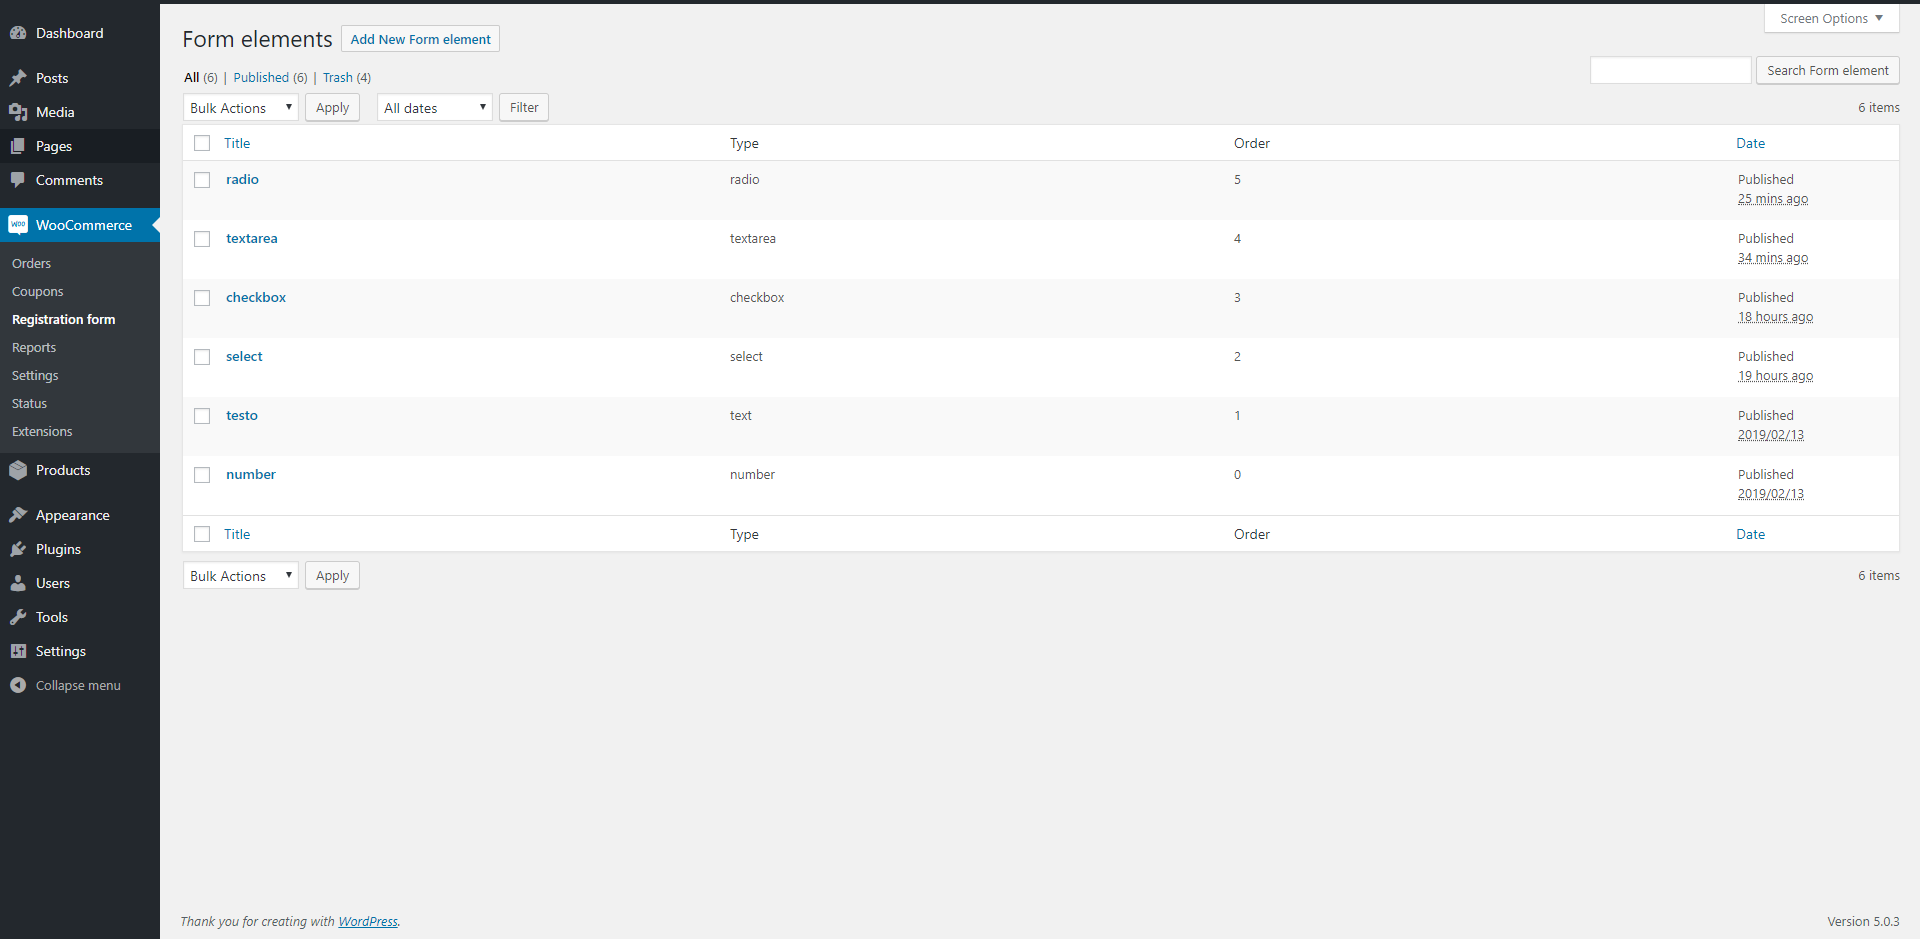 Screen Options
Form elements
Add New Form element
All (6) | Published (6) | Trash (4)
Search Form element
Bulk Actions
Apply
All dates
Filter
6 items
Title Type Order Date
radio radio 5 Published
25 mins ago
textarea textarea 4 Published
34 mins ago
checkbox checkbox 3 Published
18 hours ago
select select 2 Published
19 hours ago
testo text 1 Published
2019/02/13
number number 0 Published
2019/02/13
Title Type Order Date
Bulk Actions
Apply
6 items
Dashboard
Posts
Media
Pages
Comments
Woo WooCommerce
Orders
Coupons
Registration form
Reports
Settings
Status
Extensions
Products
Appearance
Plugins
Users
Tools
Settings
Collapse menu
Thank you for creating with WordPress.
Version 5.0.3